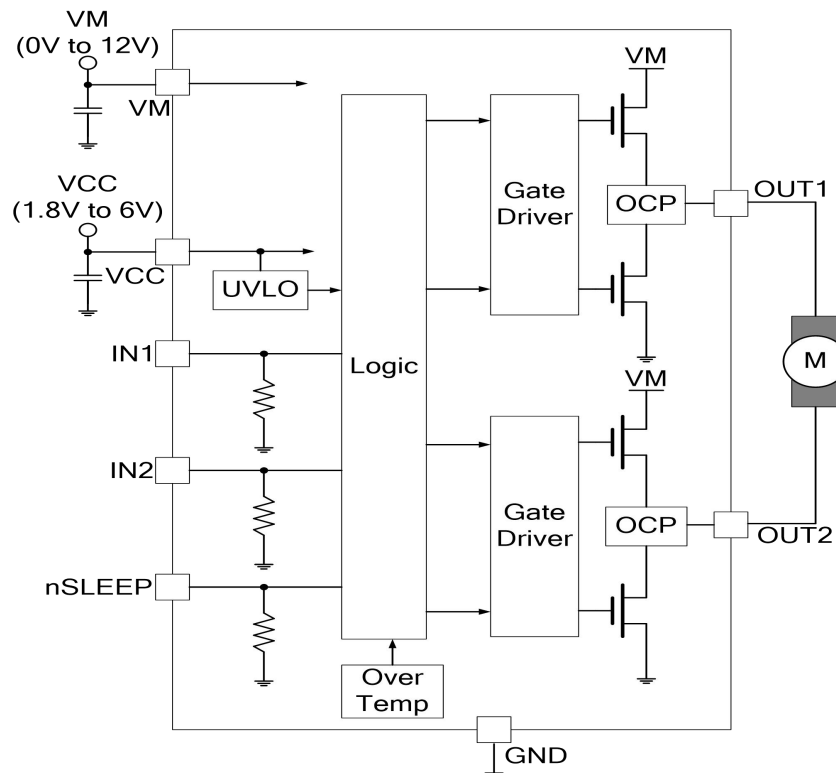 VM
(0V to 12V)
VM
VM
VCC
(1.8V to 6V)
VCC
UVLO
Gate
Driver
OCP
OUT1
IN1
Logic
M
VM
IN2
Gate
Driver
OCP
OUT2
nSLEEP
Over
Temp
GND